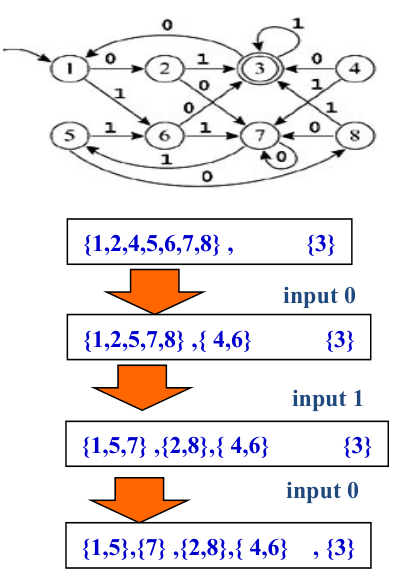 0
1
1 0 2 1 3 0 4
1 0 0 1 1
5 1 6 1 7 0 8
1 0
0
{1,2,4,5,6,7,8} , {3}
input 0
{1,2,5,7,8} ,{ 4,6} {3}
input 1
{1,5,7} ,{2,8},{ 4,6} {3}
input 0
{1,5},{7} ,{2,8},{ 4,6} , {3}